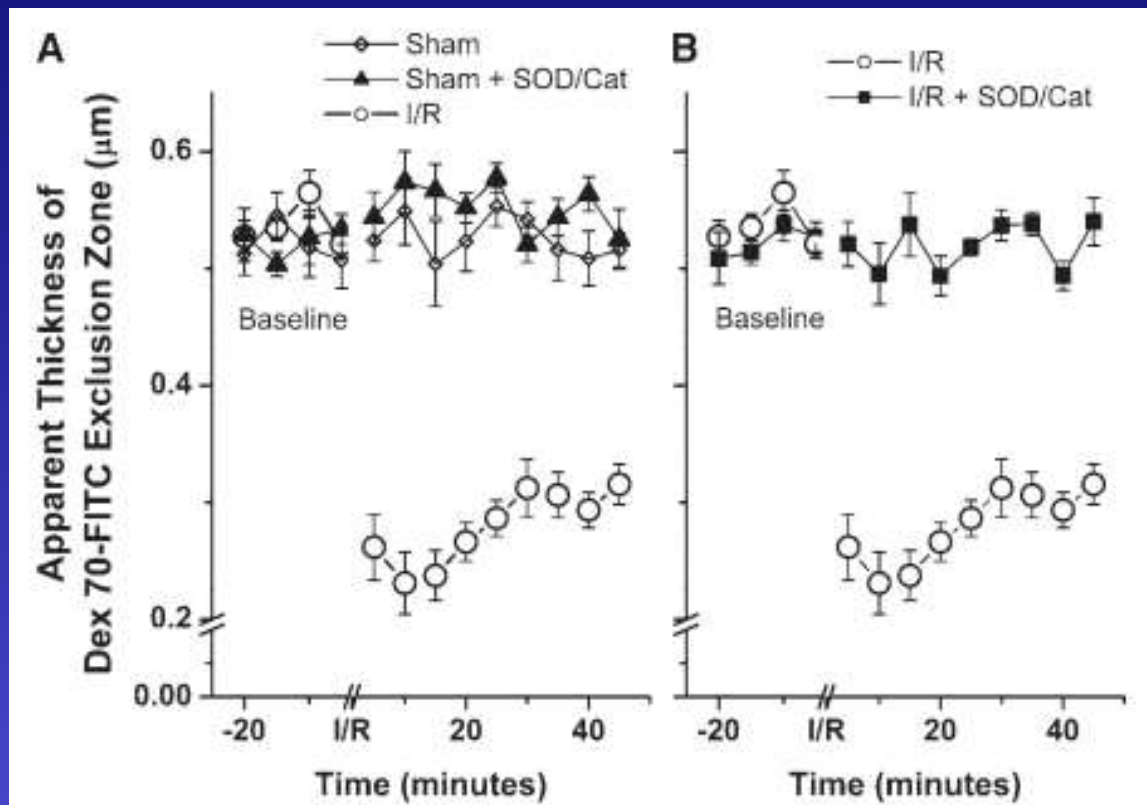 A
Sham
Sham + SOD/Cat
I/R
B
I/R
I/R + SOD/Cat
Apparent Thickness of
Dex 70-FITC Exclusion Zone (μm)
0.6
0.4
0.2
0.00
Baseline
Baseline
-20 I/R 20 40
-20 I/R 20 40
Time (minutes)
Time (minutes)